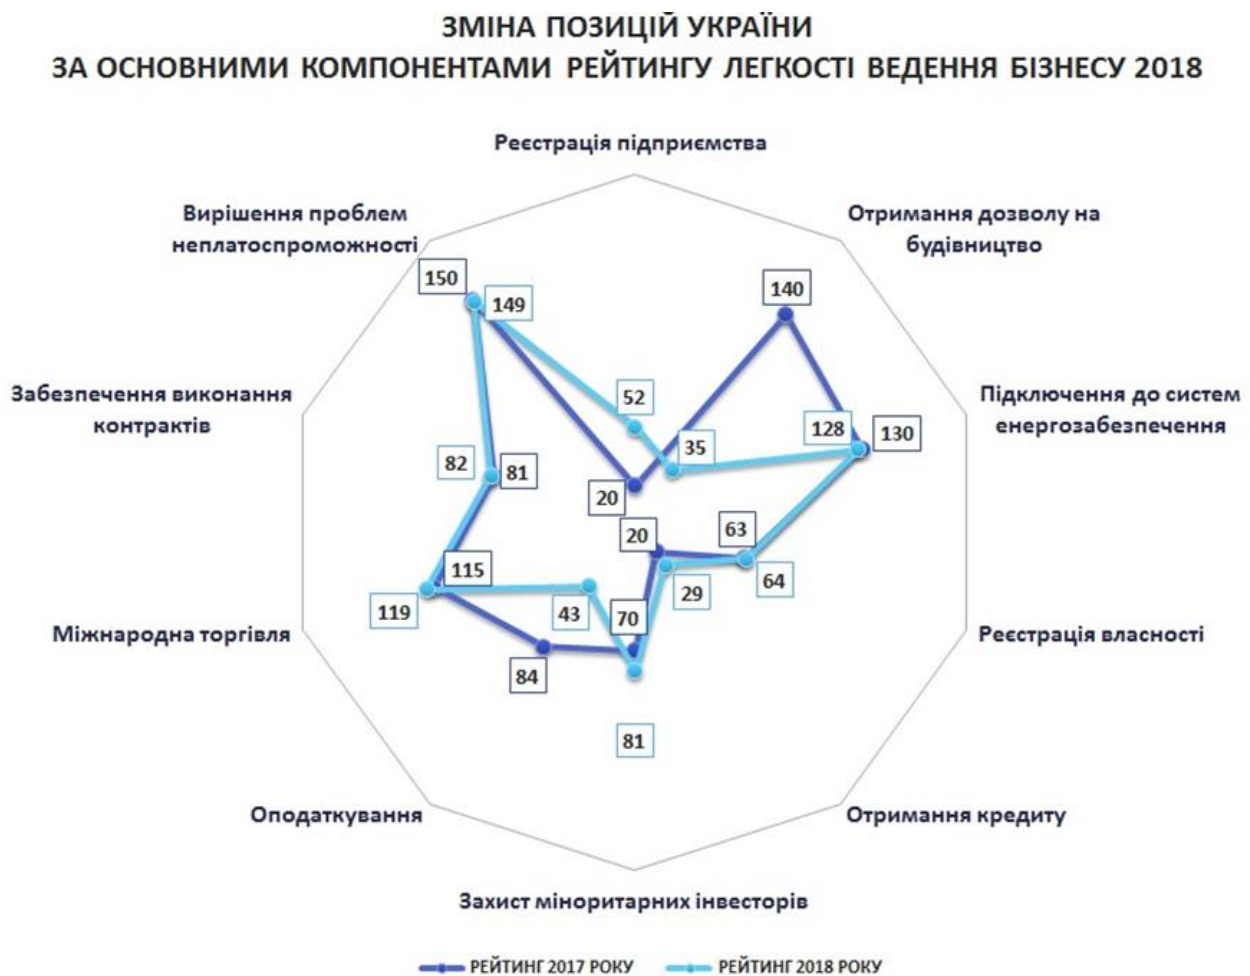 ЗМІНА ПОЗИЦІЙ УКРАЇНИ
ЗА ОСНОВНИМИ КОМПОНЕНТАМИ РЕЙТИНГУ ЛЕГКОСТІ ВЕДЕННЯ БІЗНЕСУ 2018
Реєстрація підприємства
Вирішення проблем
неплатоспроможності
Отримання дозволу на
будівництво
150
149
140
Забезпечення виконання
контрактів
52
Підключення до систем
енергозабезпечення
128
130
35
82
81
20
20
63
64
115
119
43
70
29
Міжнародна торгівля
Реєстрація власності
84
81
Оподаткування
Отримання кредиту
Захист міноритарних інвесторів
РЕЙТИНГ 2017 РОКУ
РЕЙТИНГ 2018 РОКУ